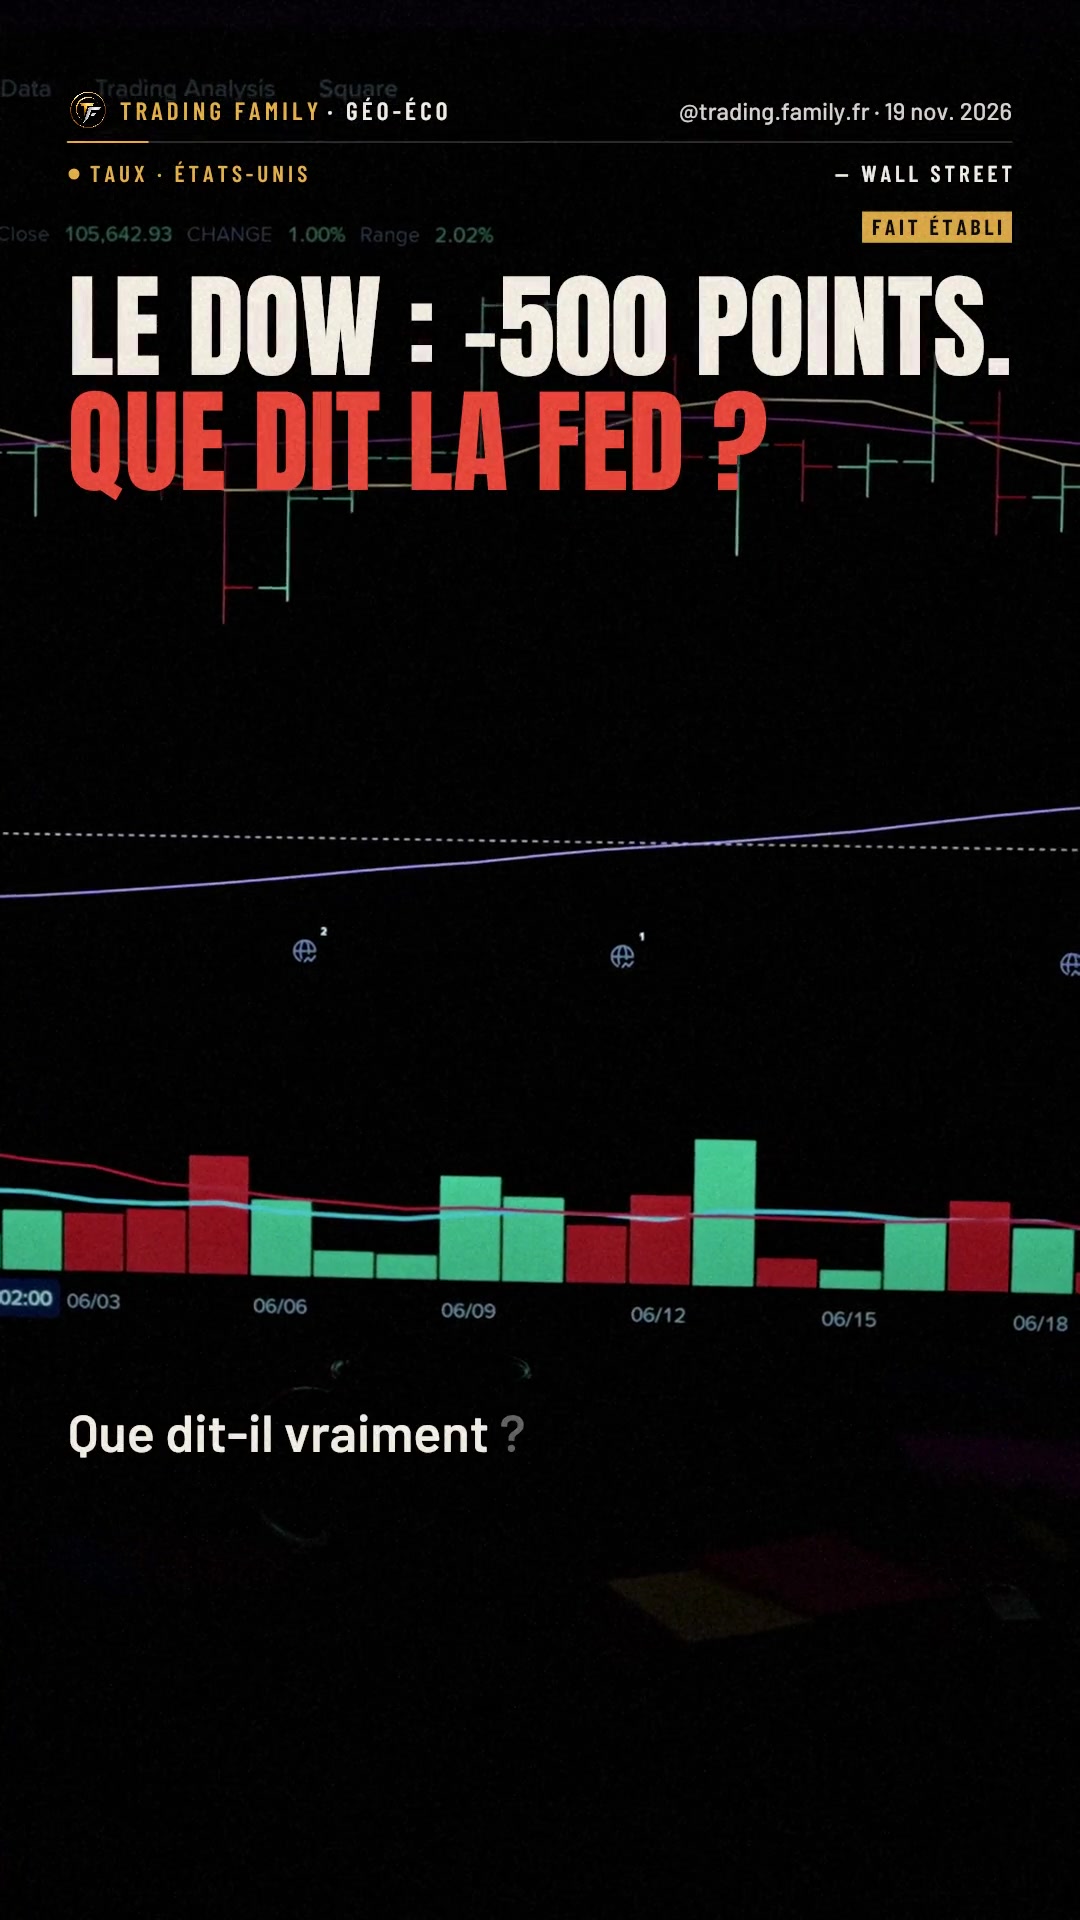 Data Trading Analysis Square
TF TRADING FAMILY · GÉO-ÉCO
@trading.family.fr · 19 nov. 2026
TAUX · ÉTATS-UNIS
— WALL STREET
Close 105,642.93 CHANGE 1.00% Range 2.02%
FAIT ÉTABLI
LE DOW : -500 POINTS.
QUE DIT LA FED ?
2
1
02:00 06/03 06/06 06/09 06/12 06/15 06/18
Que dit-il vraiment ?